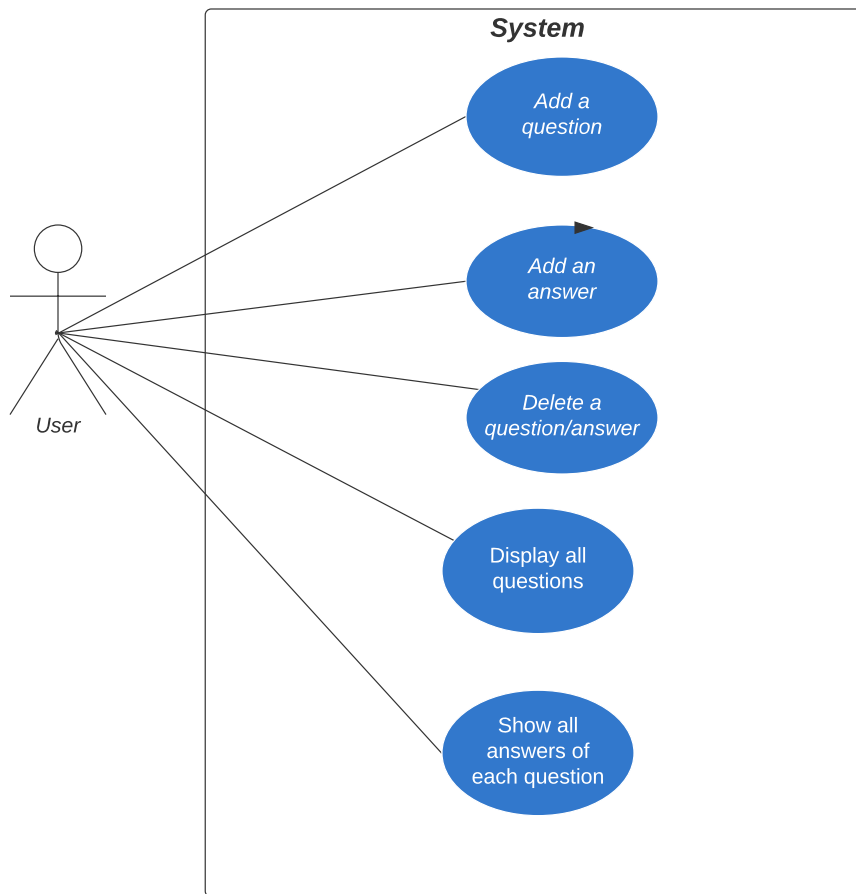 System
Add a
question
Add an
answer
Delete a
question/answer
User
Display all
questions
Show all
answers of
each question